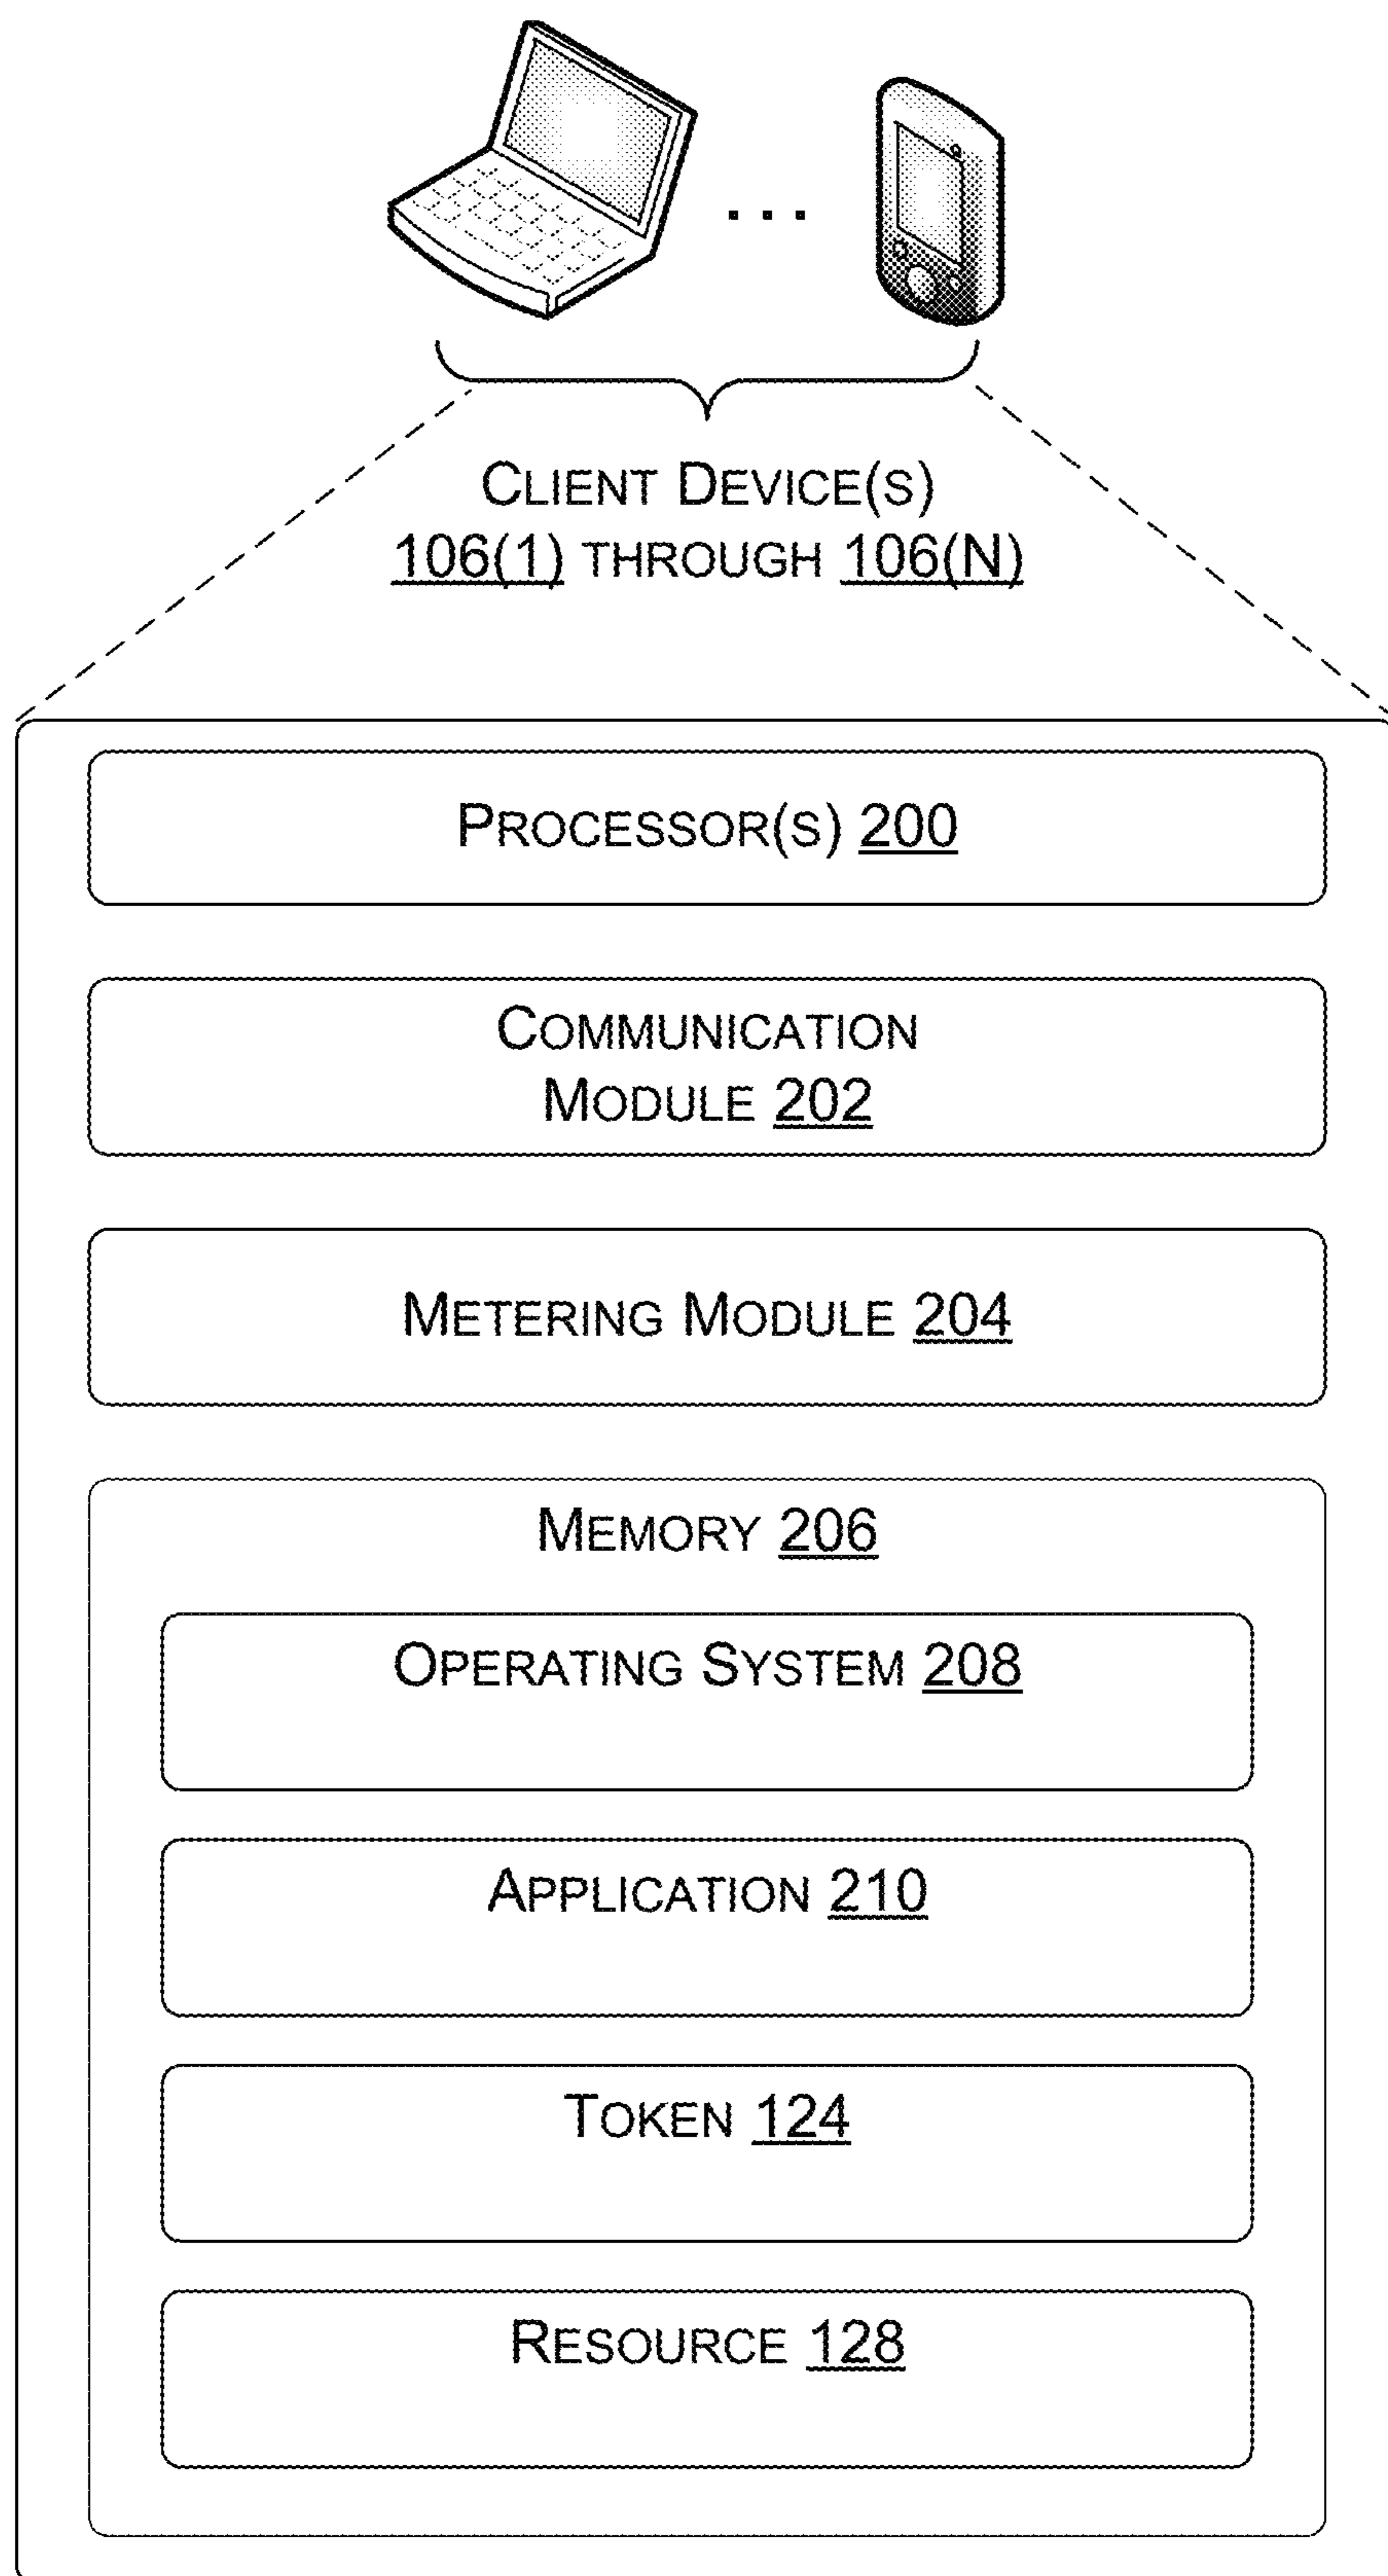 CLIENT DEVICE(S)
106(1) THROUGH 106(N)
PROCESSOR(S) 200
COMMUNICATION
MODULE 202
METERING MODULE 204
MEMORY 206
OPERATING SYSTEM 208
APPLICATION 210
TOKEN 124
RESOURCE 128